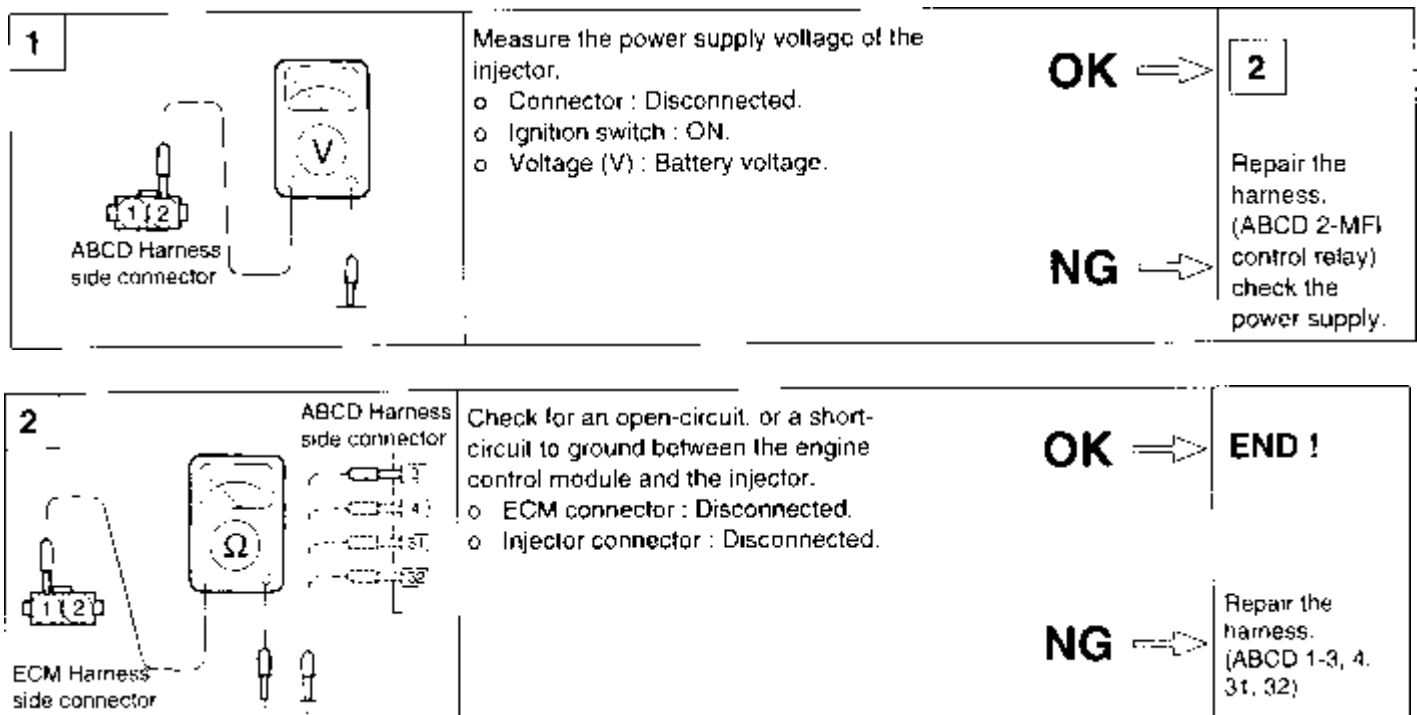 1
Measure the power supply voltage of the
injector.
o Connector : Disconnected.
o Ignition switch : ON.
o Voltage (V) : Battery voltage.
V
1 2
ABCD Harness
side connector
OK
2
NG
Repair the
harness.
(ABCD 2-MFI
control relay)
check the
power supply.
2
ABCD Harness
side connector
3
4
31
32
Ω
1 2
ECM Harness
side connector
Check for an open-circuit. or a short-
circuit to ground between the engine
control module and the injector.
o ECM connector : Disconnected.
o Injector connector : Disconnected.
OK
END !
NG
Repair the
harness.
(ABCD 1-3, 4.
31, 32)